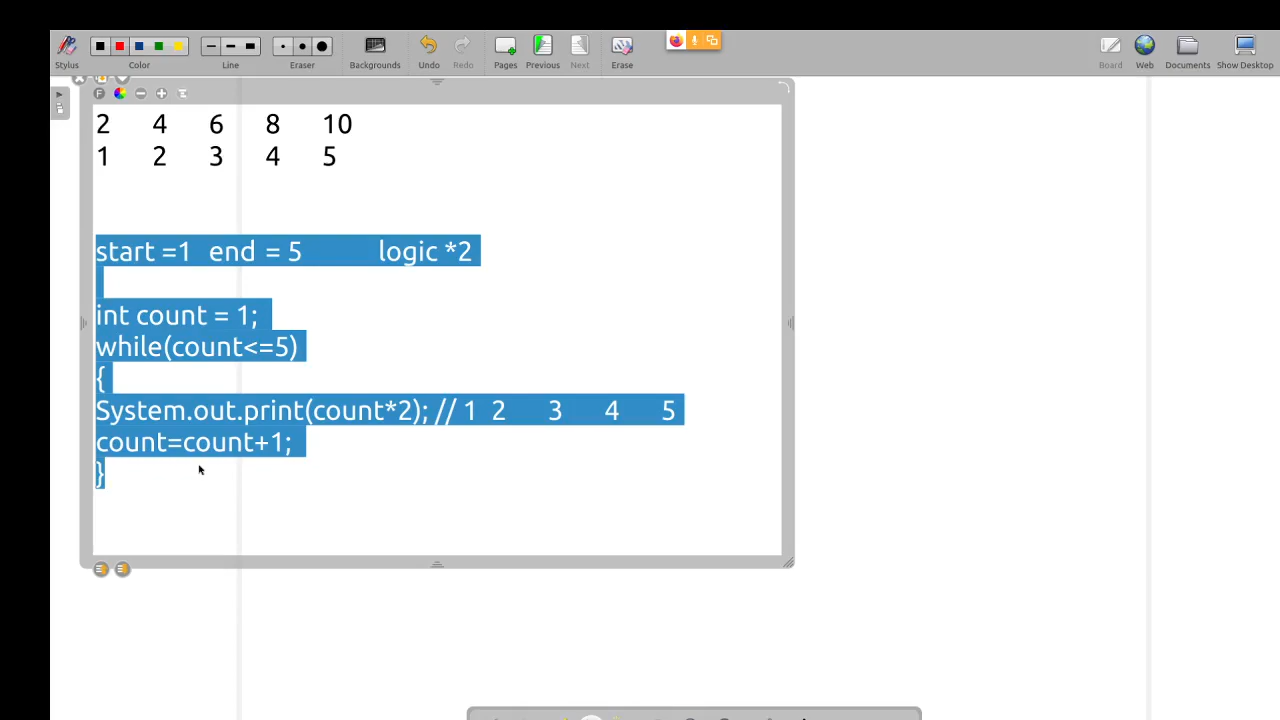 Stylus Color Line Eraser Backgrounds Undo Redo Pages Previous Next Erase Board Web Documents Show Desktop
F
2 4 6 8 10
1 2 3 4 5
start =1 end = 5 logic *2
int count = 1;
while(count<=5)
{
System.out.print(count*2); // 1 2 3 4 5
count=count+1;
}